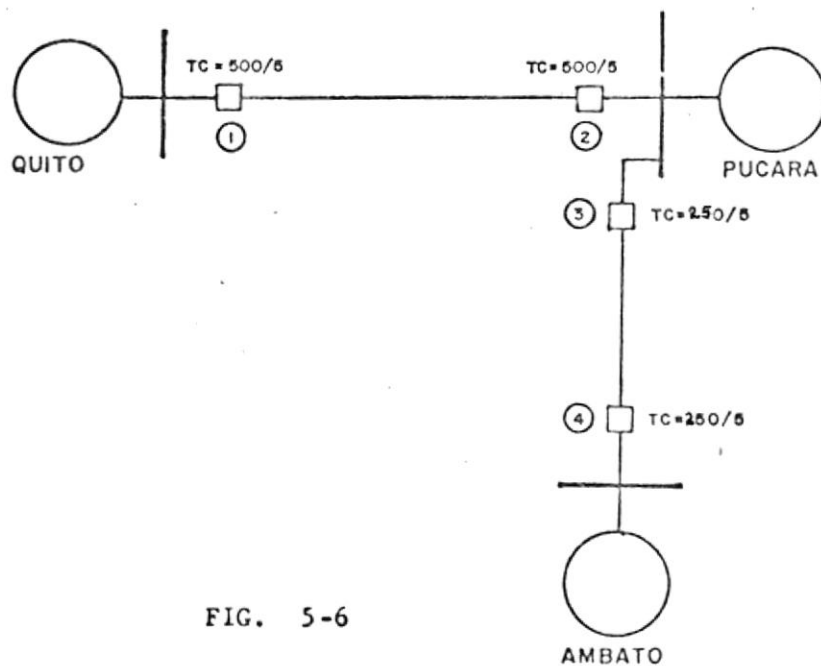 TC = 500/5
TC = 500/5
1
2
QUITO
PUCARA
3
TC = 250/5
4
TC = 250/5
FIG. 5-6
AMBATO